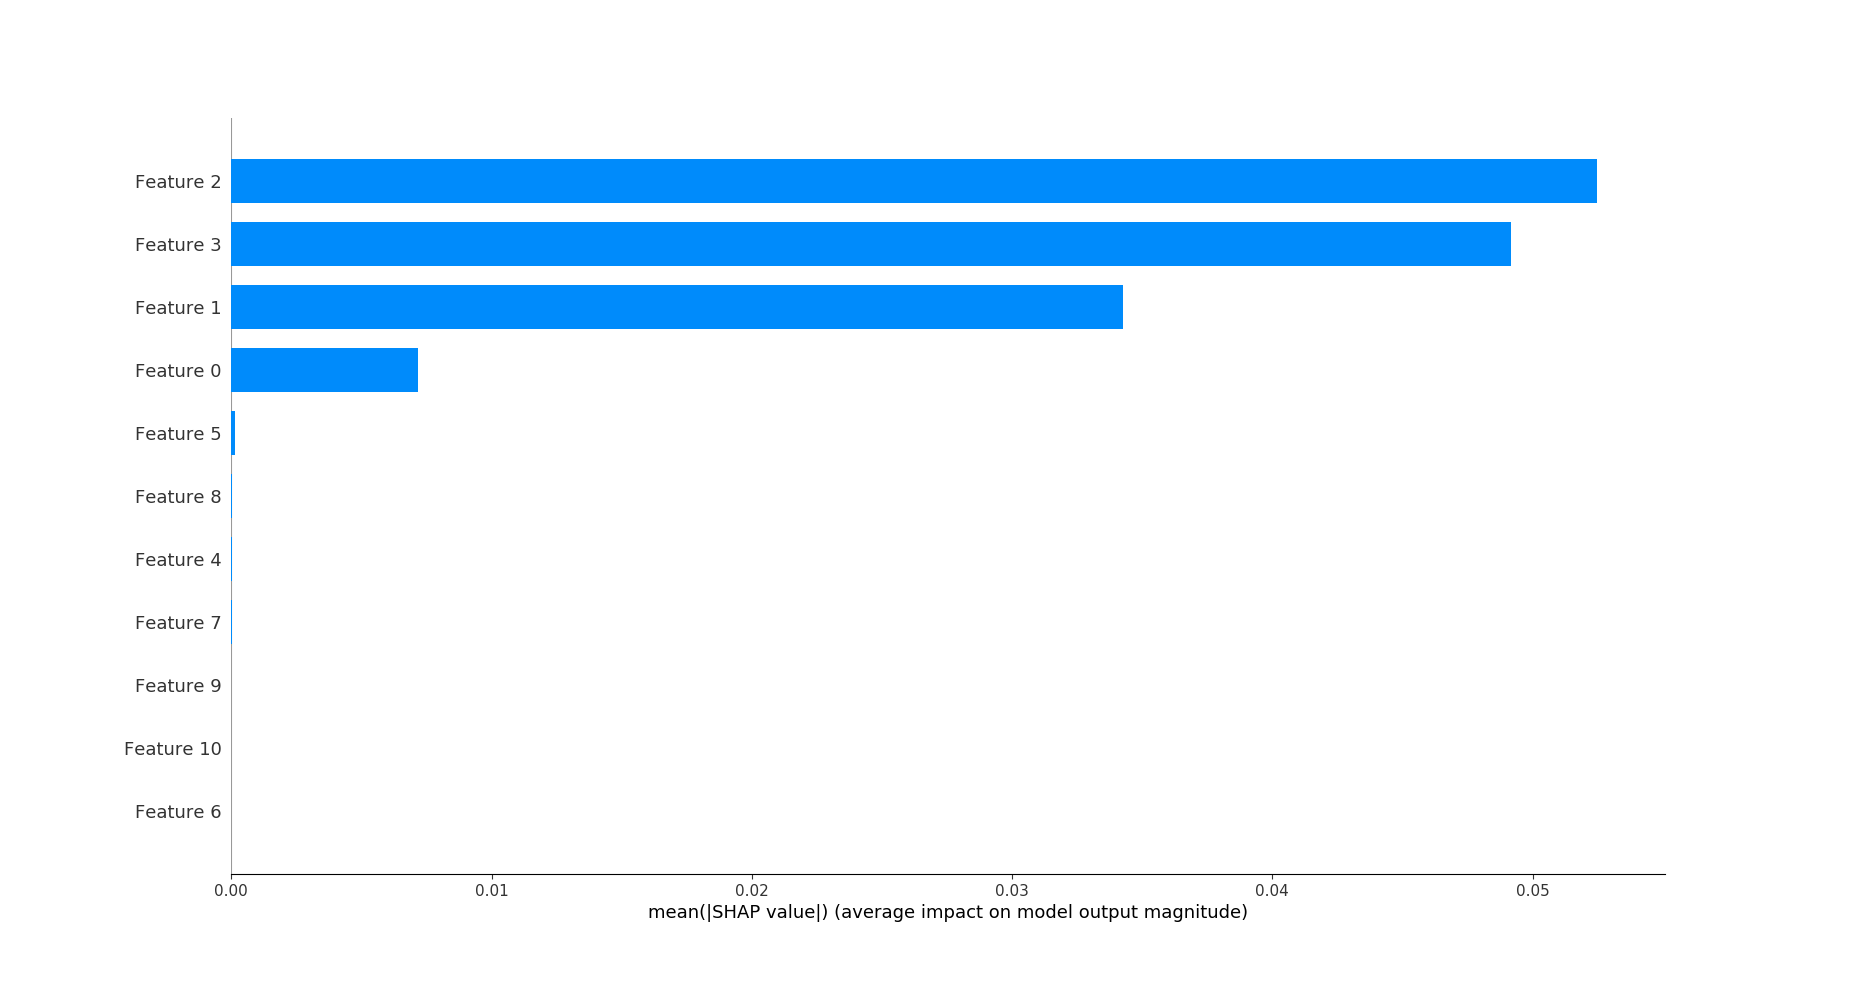 Feature 2
Feature 3
Feature 1
Feature 0
Feature 5
Feature 8
Feature 4
Feature 7
Feature 9
Feature 10
Feature 6
0.00 0.01 0.02 0.03 0.04 0.05
mean(|SHAP value|) (average impact on model output magnitude)